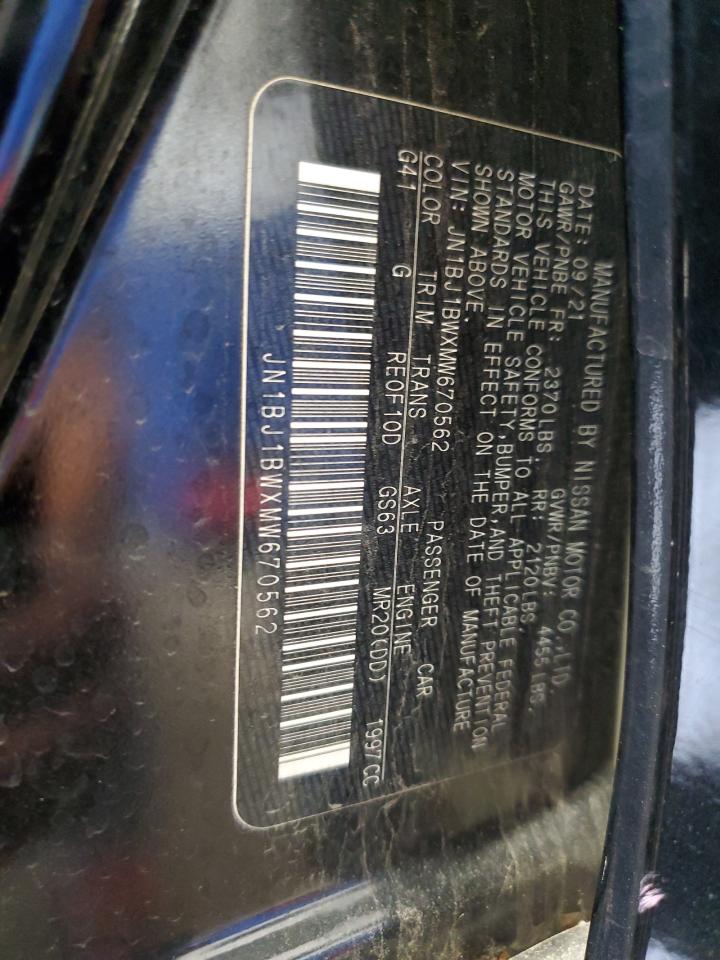 MANUFACTURED BY NISSAN MOTOR CO.,LTD.
DATE: 09/21 GVWR/PNBV: 4455 LBS.
GAWR/PNBE FR: 2370 LBS. RR: 2120 LBS.
THIS VEHICLE CONFORMS TO ALL APPLICABLE FEDERAL
MOTOR VEHICLE SAFETY,BUMPER,AND THEFT PREVENTION
STANDARDS IN EFFECT ON THE DATE OF MANUFACTURE
SHOWN ABOVE.
VIN: JN1BJ1BWXMW670562 PASSENGER CAR
COLOR TRIM TRANS AXLE ENGINE
G41 G RE0F10D GS63 MR20(DD) 1997CC
JN1BJ1BWXMW670562